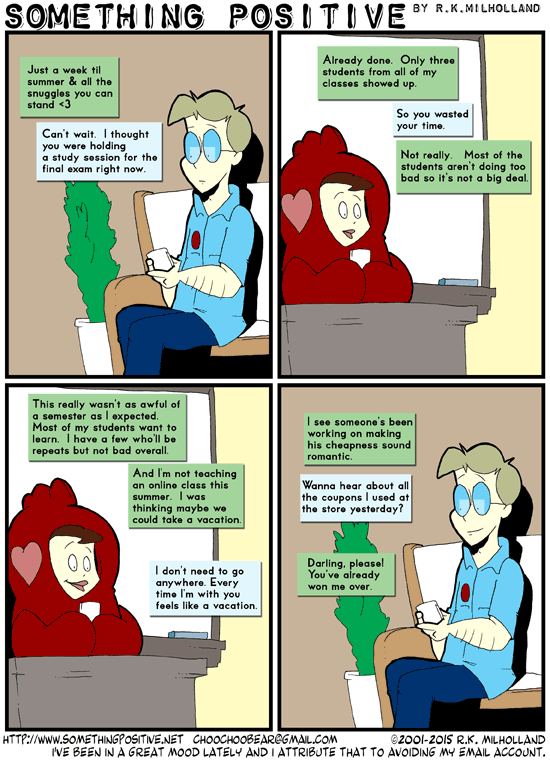 SOMETHING POSITIVE BY R.K.MILHOLLAND
Just a week til
summer & all the
snuggles you can
stand <3
Can't wait. I thought
you were holding
a study session for the
final exam right now.
Already done. Only three
students from all of my
classes showed up.
So you wasted
your time.
Not really. Most of the
students aren't doing too
bad so it's not a big deal.
This really wasn't as awful of
a semester as I expected.
Most of my students want to
learn. I have a few who'll be
repeats but not bad overall.
And I'm not teaching
an online class this
summer. I was
thinking maybe we
could take a vacation.
I don't need to go
anywhere. Every
time I'm with you
feels like a vacation.
I see someone's been
working on making
his cheapness sound
romantic.
Wanna hear about all
the coupons I used at
the store yesterday?
Darling, please!
You've already
won me over.
HTTP://WWW.SOMETHINGPOSITIVE.NET CHOOCHOOBEAR@GMAIL.COM ©2001-2015 R.K. MILHOLLAND
I'VE BEEN IN A GREAT MOOD LATELY AND I ATTRIBUTE THAT TO AVOIDING MY EMAIL ACCOUNT.